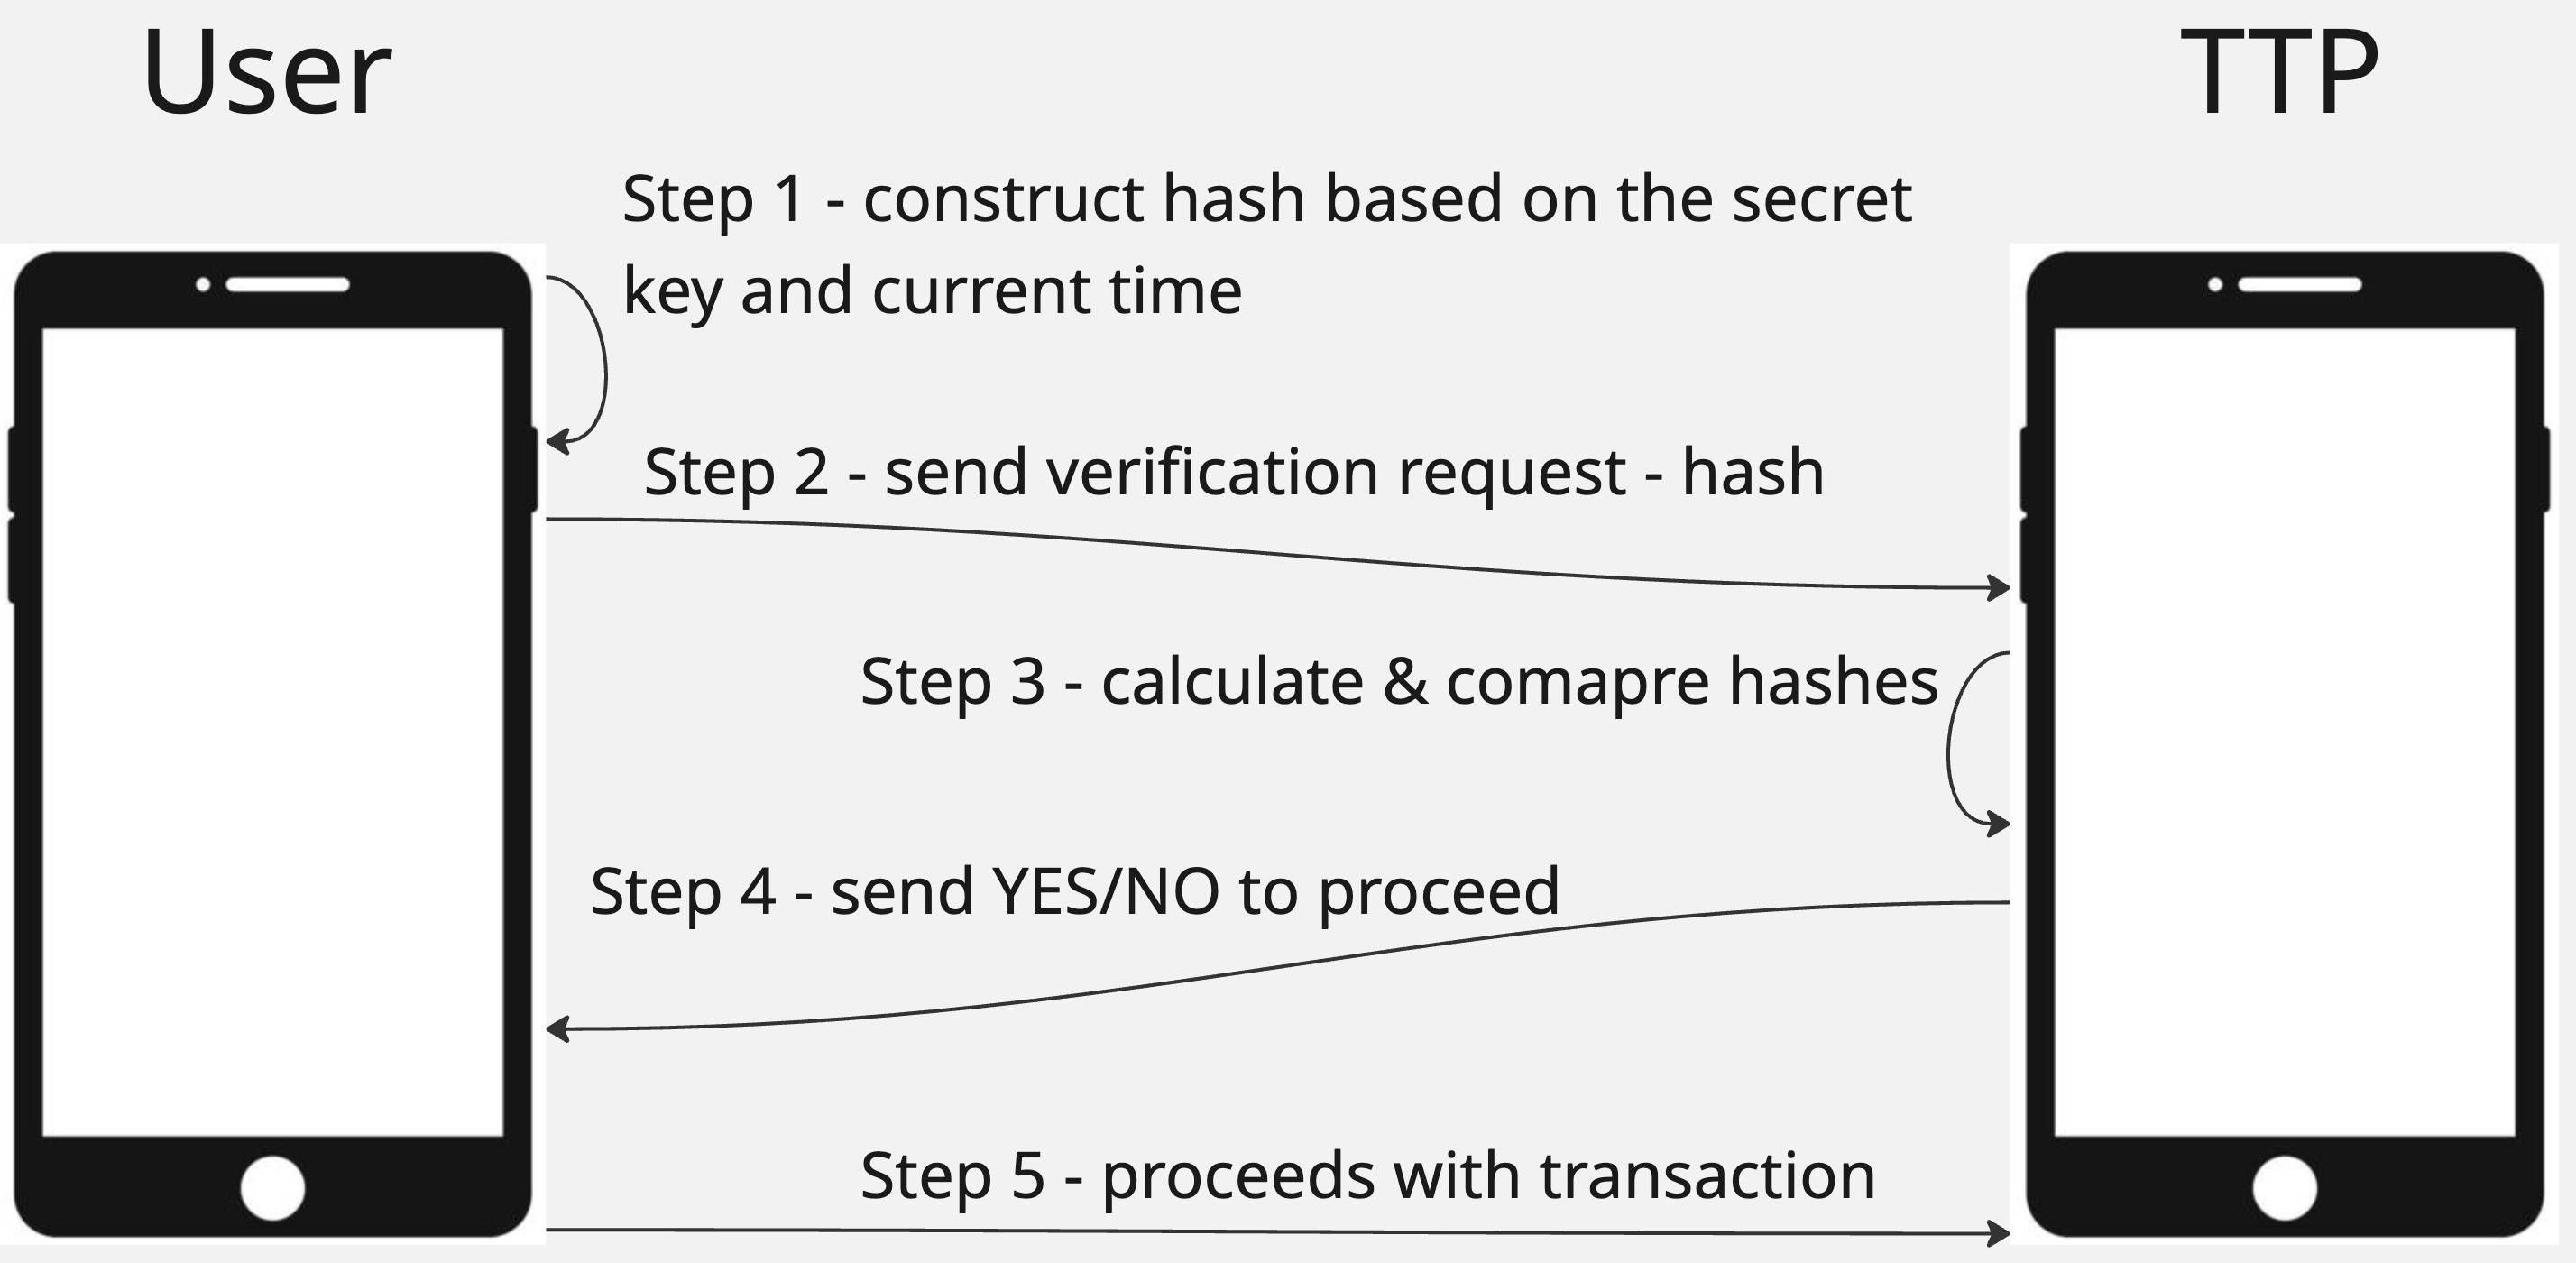 User
TTP
Step 1 - construct hash based on the secret
key and current time
Step 2 - send verification request - hash
Step 3 - calculate & comapre hashes
Step 4 - send YES/NO to proceed
Step 5 - proceeds with transaction